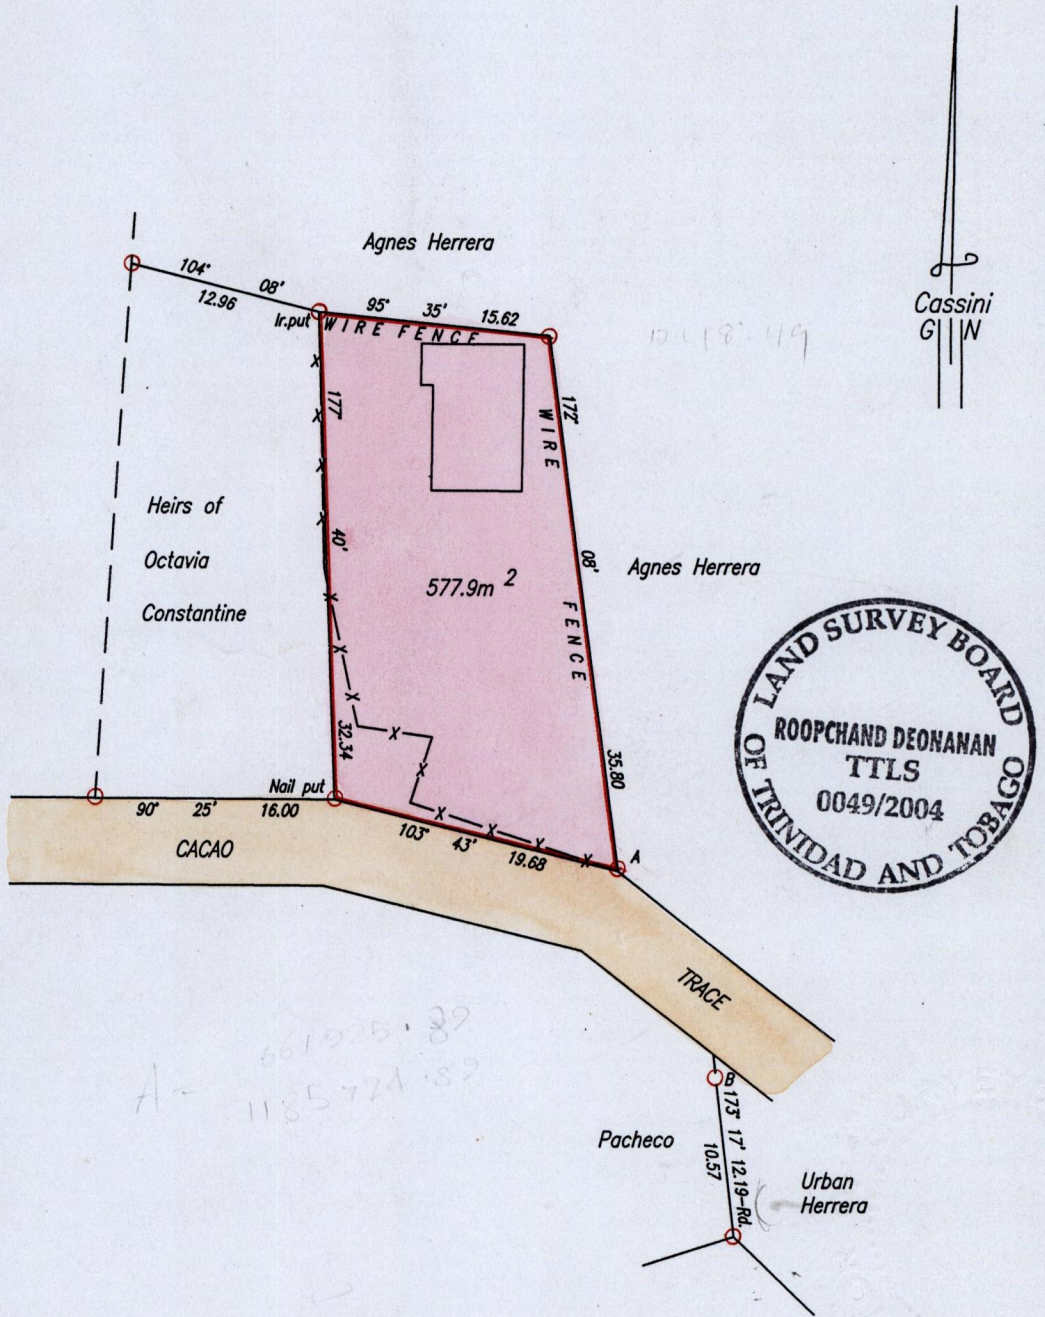 Cassini
G N
Agnes Herrera
104° 08'
12.96
Ir.put
95° 35' 15.62
WIRE FENCE
177° 40' 32.34
172° 08' 35.80
WIRE FENCE
Heirs of
Octavia
Constantine
577.9m 2
Agnes Herrera
LAND SURVEY BOARD
ROOPCHAND DEONANAN
TTLS
0049/2004
OF TRINIDAD AND TOBAGO
Nail put
90° 25' 16.00
103° 43' 19.68
A
CACAO
TRACE
A -
B
173° 17' 12.19-Rd.
10.57
Pacheco
Urban
Herrera